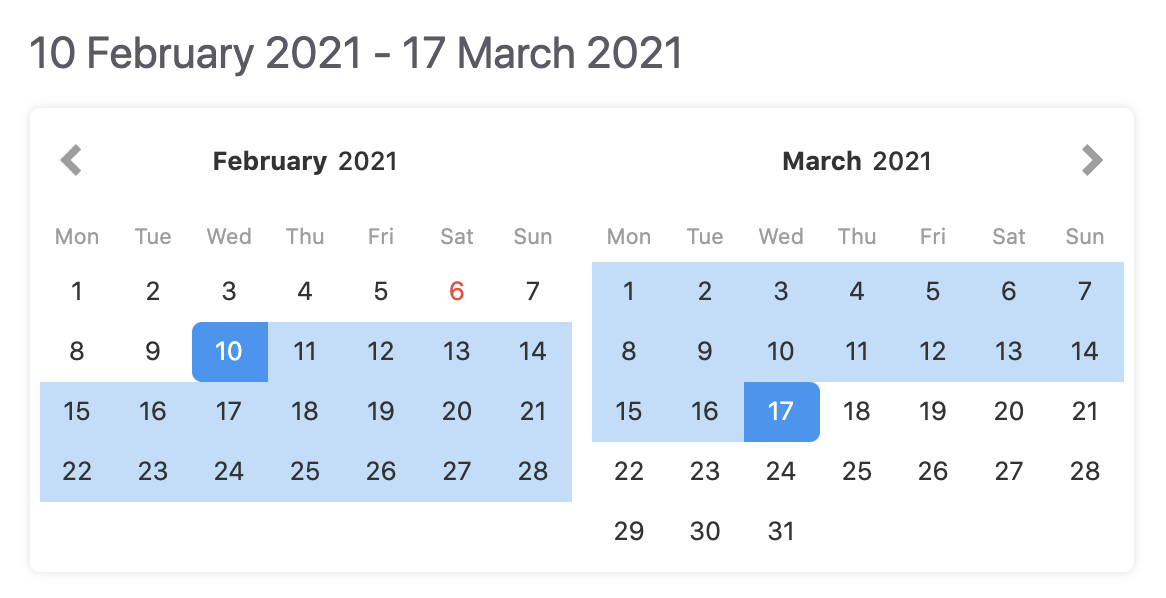 10 February 2021 - 17 March 2021
February 2021
Mon Tue Wed Thu Fri Sat Sun
1 2 3 4 5 6 7
8 9 10 11 12 13 14
15 16 17 18 19 20 21
22 23 24 25 26 27 28
March 2021
Mon Tue Wed Thu Fri Sat Sun
1 2 3 4 5 6 7
8 9 10 11 12 13 14
15 16 17 18 19 20 21
22 23 24 25 26 27 28
29 30 31